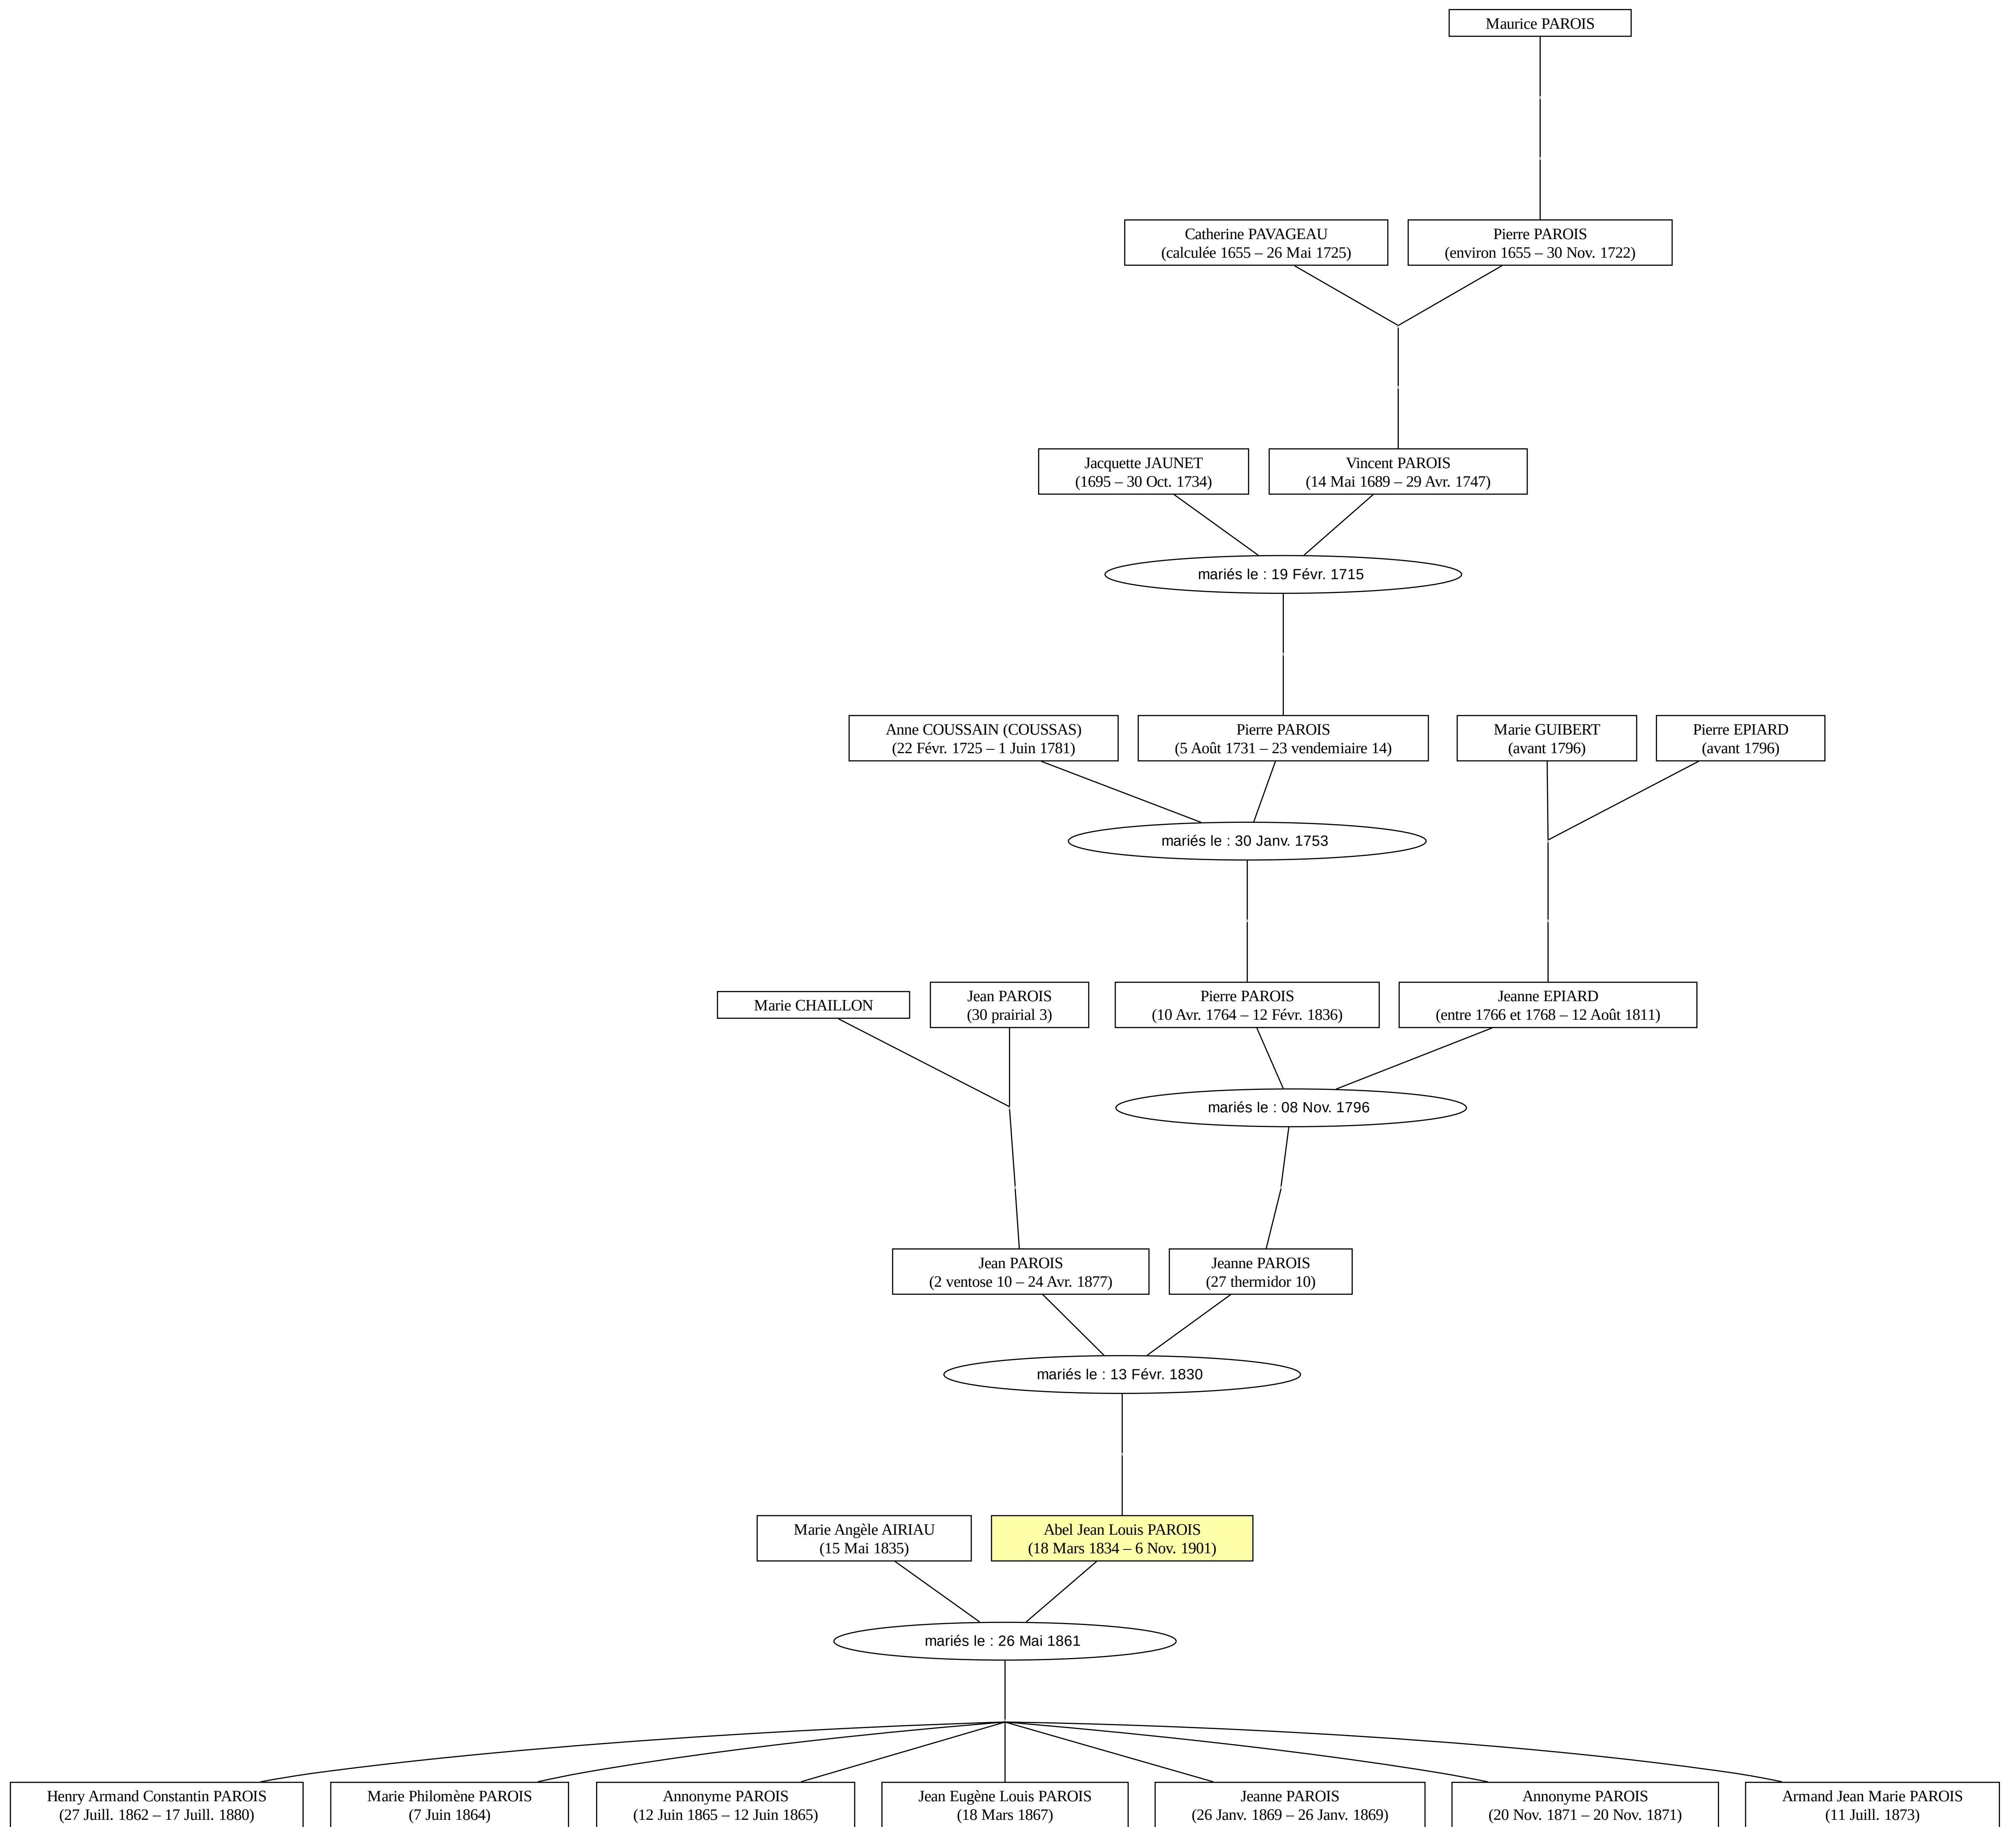 Maurice PAROIS
Catherine PAVAGEAU
(calculée 1655 – 26 Mai 1725)
Pierre PAROIS
(environ 1655 – 30 Nov. 1722)
Jacquette JAUNET
(1695 – 30 Oct. 1734)
Vincent PAROIS
(14 Mai 1689 – 29 Avr. 1747)
mariés le : 19 Févr. 1715
Anne COUSSAIN (COUSSAS)
(22 Févr. 1725 – 1 Juin 1781)
Pierre PAROIS
(5 Août 1731 – 23 vendemiaire 14)
Marie GUIBERT
(avant 1796)
Pierre EPIARD
(avant 1796)
mariés le : 30 Janv. 1753
Marie CHAILLON
Jean PAROIS
(30 prairial 3)
Pierre PAROIS
(10 Avr. 1764 – 12 Févr. 1836)
Jeanne EPIARD
(entre 1766 et 1768 – 12 Août 1811)
mariés le : 08 Nov. 1796
Jean PAROIS
(2 ventose 10 – 24 Avr. 1877)
Jeanne PAROIS
(27 thermidor 10)
mariés le : 13 Févr. 1830
Marie Angèle AIRIAU
(15 Mai 1835)
Abel Jean Louis PAROIS
(18 Mars 1834 – 6 Nov. 1901)
mariés le : 26 Mai 1861
Henry Armand Constantin PAROIS
(27 Juill. 1862 – 17 Juill. 1880)
Marie Philomène PAROIS
(7 Juin 1864)
Annonyme PAROIS
(12 Juin 1865 – 12 Juin 1865)
Jean Eugène Louis PAROIS
(18 Mars 1867)
Jeanne PAROIS
(26 Janv. 1869 – 26 Janv. 1869)
Annonyme PAROIS
(20 Nov. 1871 – 20 Nov. 1871)
Armand Jean Marie PAROIS
(11 Juill. 1873)